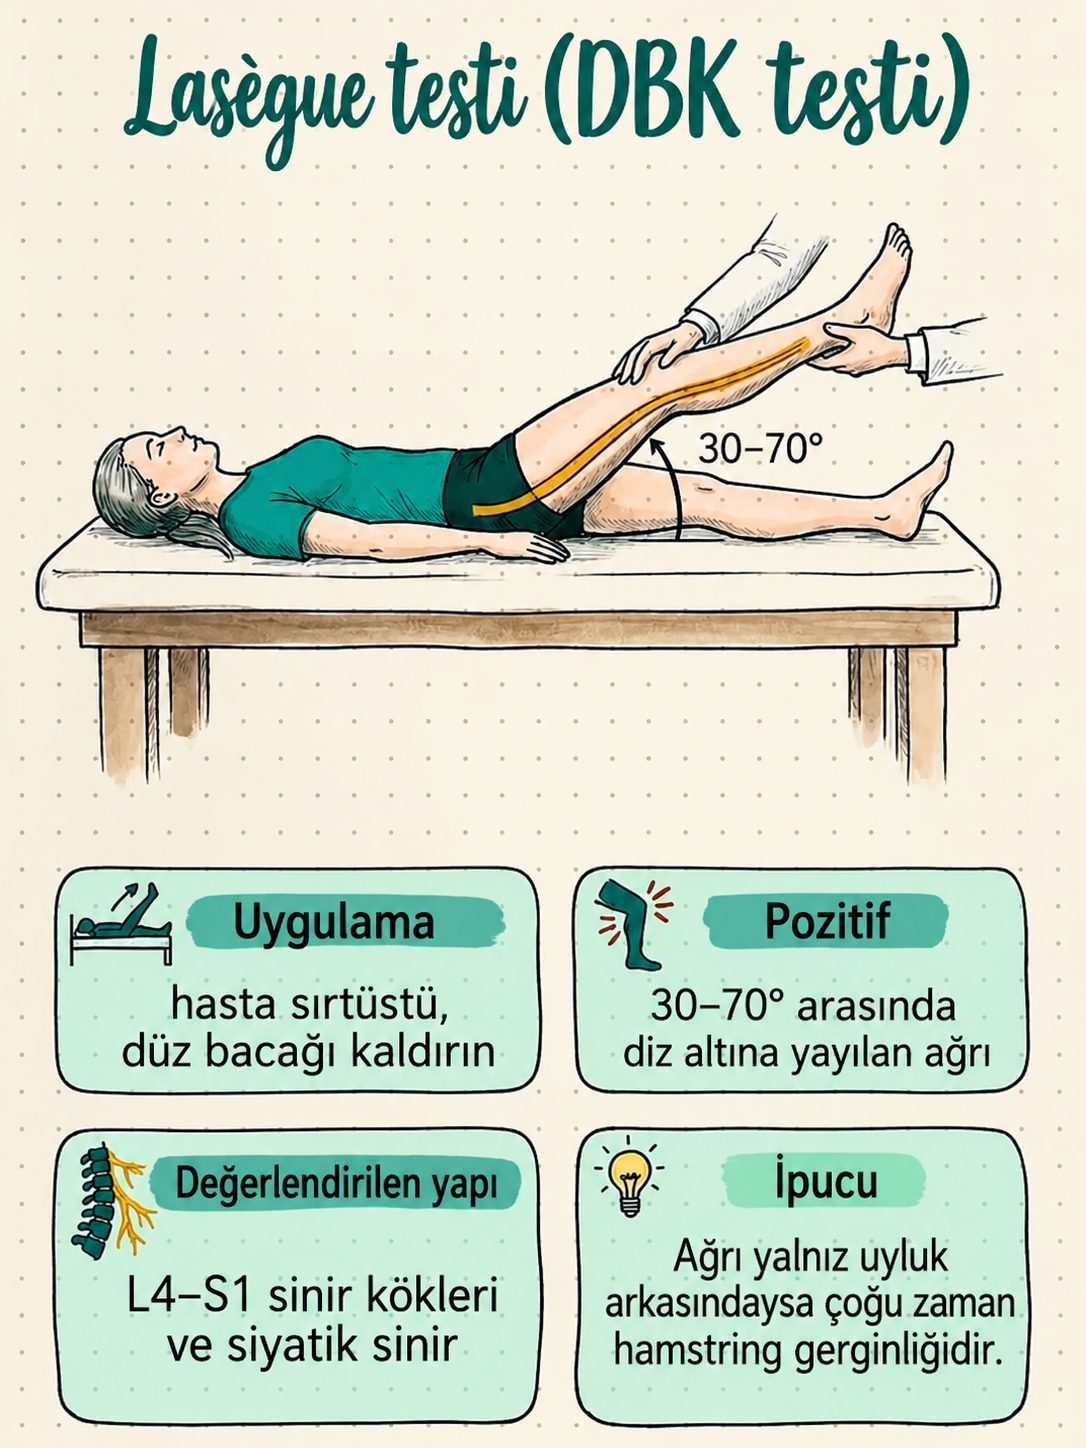 Lasègue testi (DBK testi)
30–70°
Uygulama
hasta sırtüstü,
düz bacağı kaldırın
Pozitif
30–70° arasında
diz altına yayılan ağrı
Değerlendirilen yapı
L4–S1 sinir kökleri
ve siyatik sinir
İpucu
Ağrı yalnız uyluk
arkasındaysa çoğu zaman
hamstring gerginliğidir.